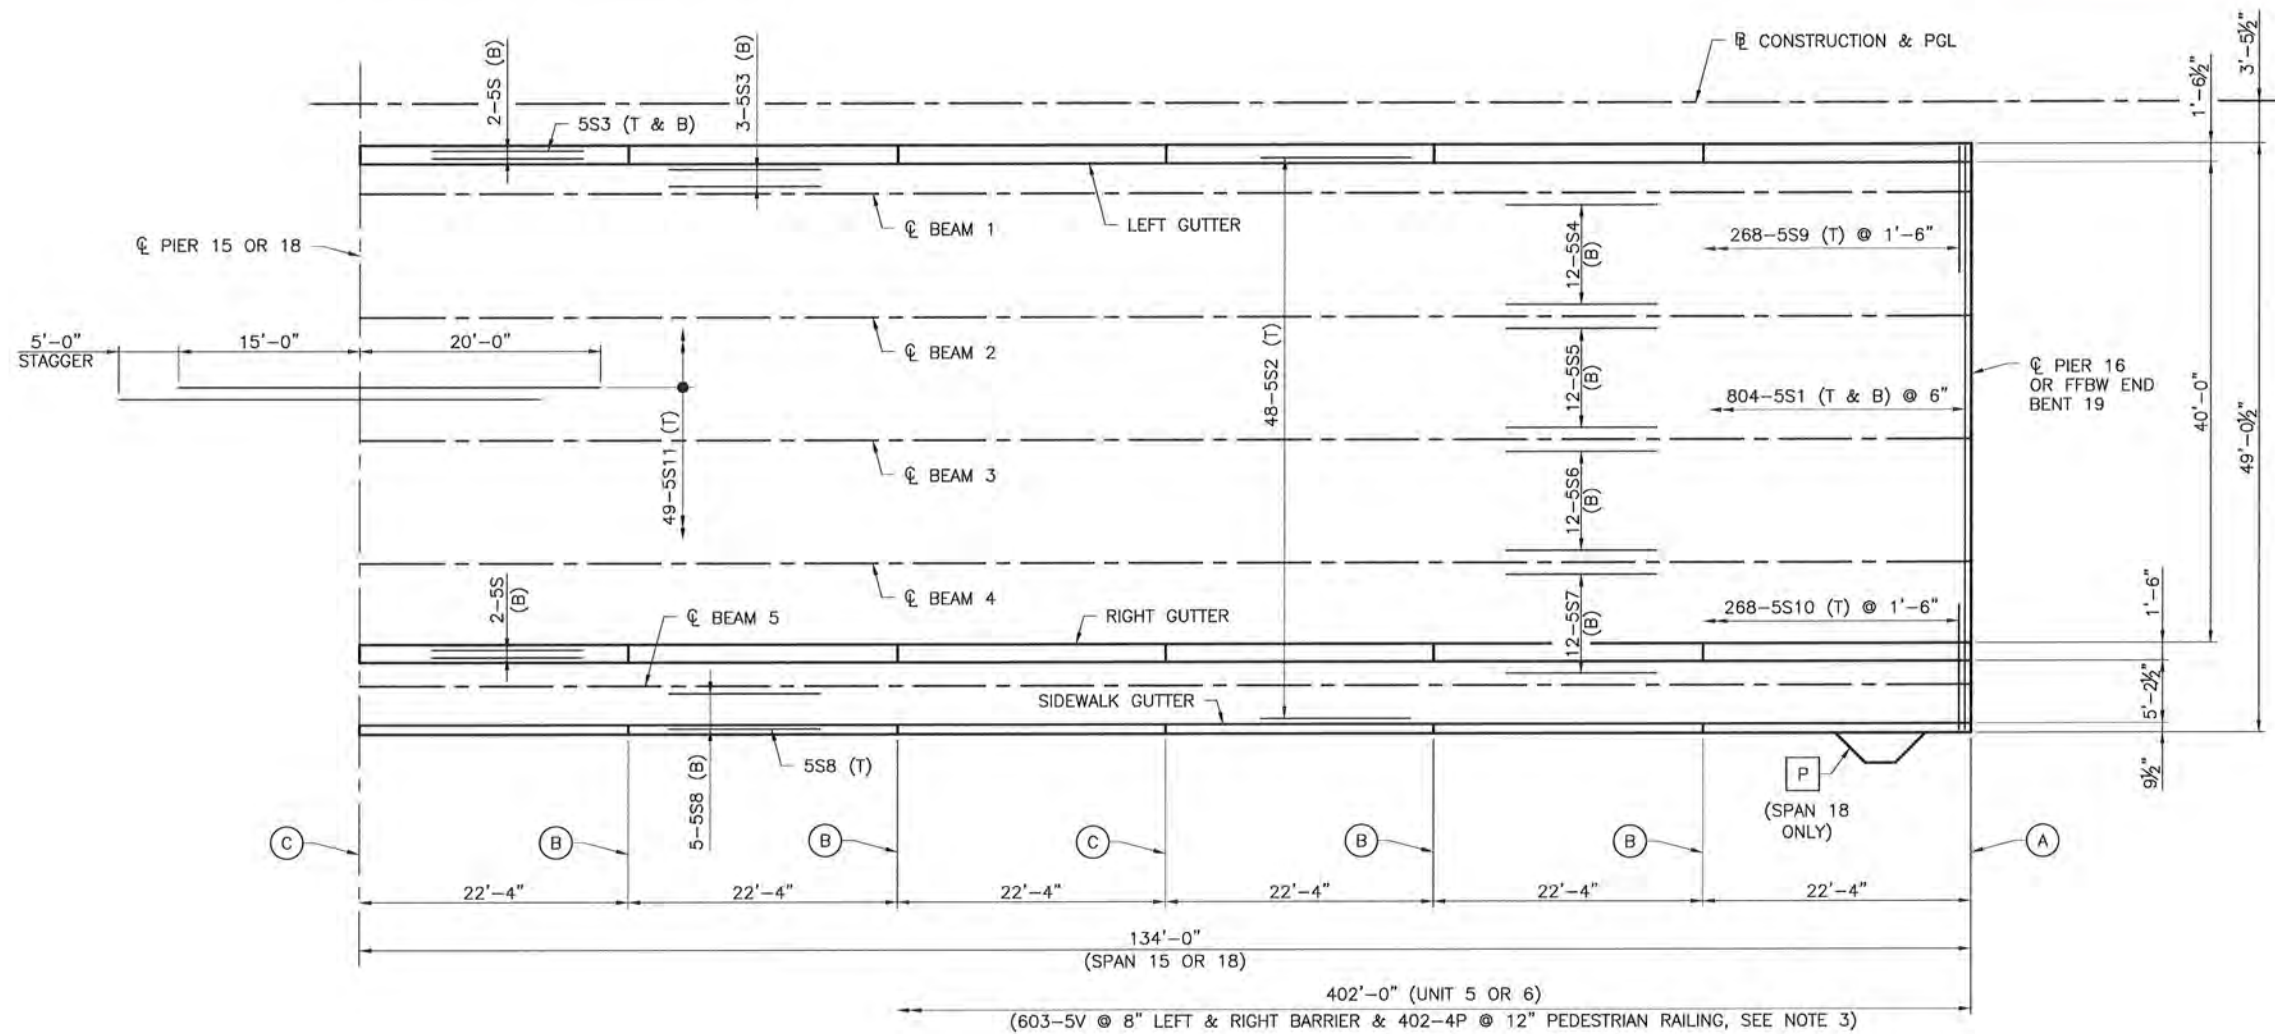 2-5S (B)
5S3 (T & B)
3-5S3 (B)
℄ CONSTRUCTION & PGL
3'-5½"
1'-6½"
℄ PIER 15 OR 18
℄ BEAM 1
LEFT GUTTER
12-5S4
(B)
268-5S9 (T) @ 1'-6"
5'-0"
STAGGER
15'-0"
20'-0"
℄ BEAM 2
48-5S2 (T)
12-5S5
(B)
℄ PIER 16
OR FFBW END
BENT 19
804-5S1 (T & B) @ 6"
40'-0"
49'-0½"
49-5S11 (T)
℄ BEAM 3
12-5S6
(B)
2-5S
(B)
℄ BEAM 4
℄ BEAM 5
RIGHT GUTTER
12-5S7
(B)
268-5S10 (T) @ 1'-6"
1'-6"
SIDEWALK GUTTER
5'-2½"
5-5S8 (B)
5S8 (T)
P
(SPAN 18
ONLY)
9½"
C
B
B
C
B
B
A
22'-4"
22'-4"
22'-4"
22'-4"
22'-4"
22'-4"
134'-0"
(SPAN 15 OR 18)
402'-0" (UNIT 5 OR 6)
(603-5V @ 8" LEFT & RIGHT BARRIER & 402-4P @ 12" PEDESTRIAN RAILING, SEE NOTE 3)